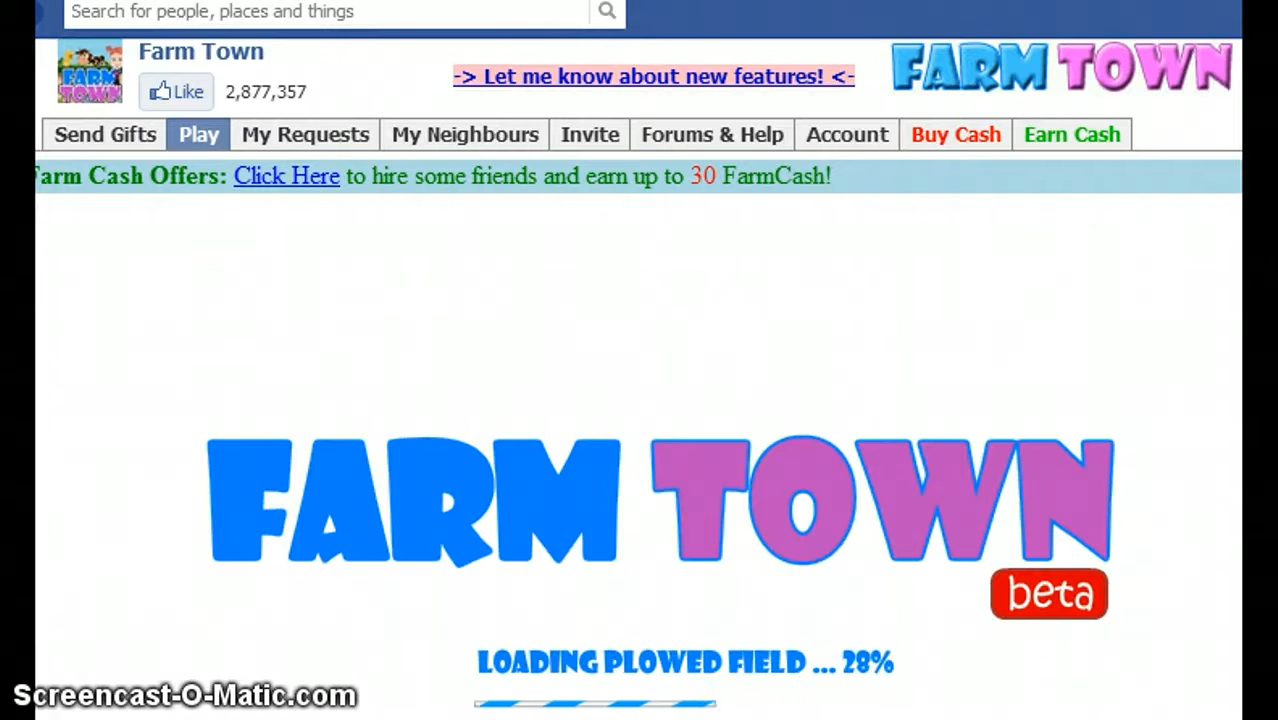 Search for people, places and things
Farm Town
FARM TOWN
-> Let me know about new features! <-
FARM TOWN
Like 2,877,357
Send Gifts Play My Requests My Neighbours Invite Forums & Help Account Buy Cash Earn Cash
Farm Cash Offers: Click Here to hire some friends and earn up to 30 FarmCash!
FARM TOWN
beta
LOADING PLOWED FIELD ... 28%
Screencast-O-Matic.com